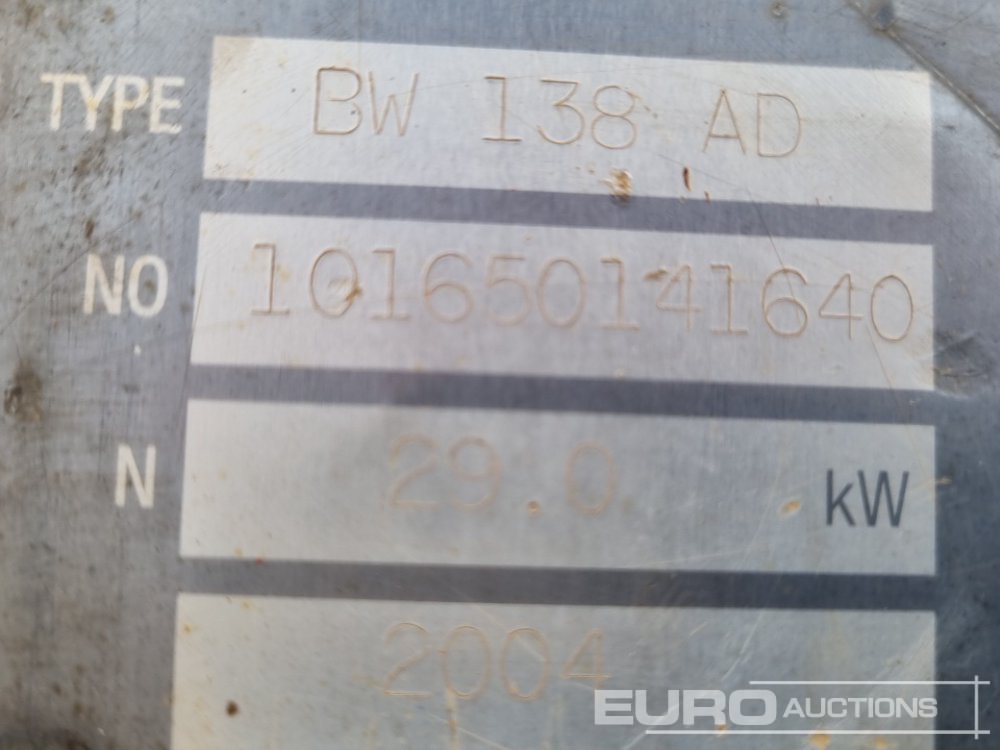 TYPE BW 138 AD
NO 101650141640
N 29.0 kW
2004
EURO AUCTIONS